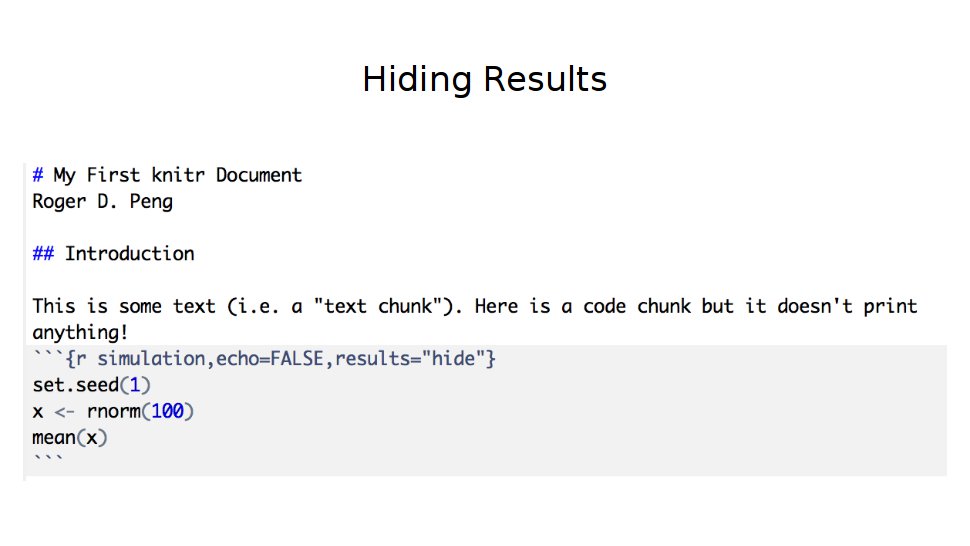 Hiding Results
# My First knitr Document
Roger D. Peng
## Introduction
This is some text (i.e. a "text chunk"). Here is a code chunk but it doesn't print
anything!
```{r simulation,echo=FALSE,results="hide"}
set.seed(1)
x <- rnorm(100)
mean(x)
```